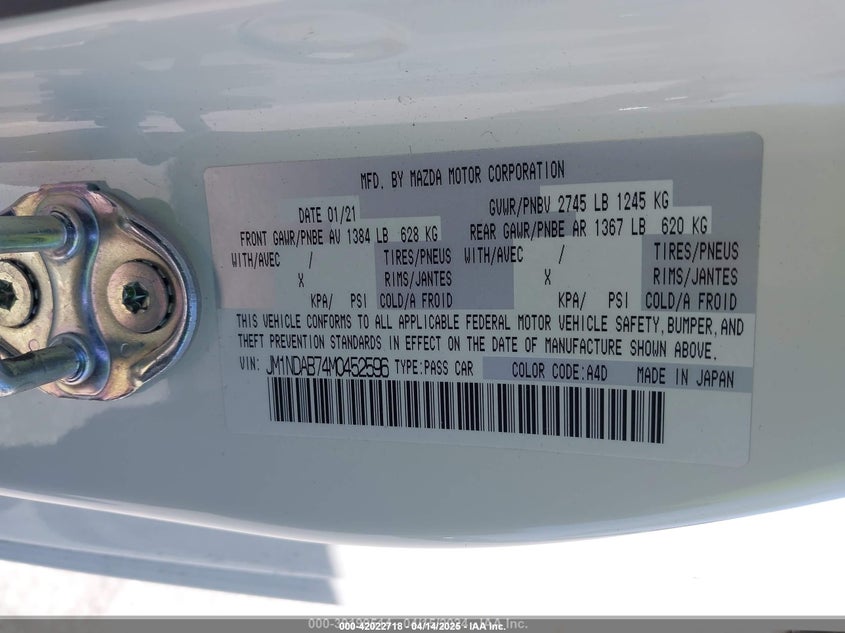 MFD. BY MAZDA MOTOR CORPORATION
DATE 01/21 GVWR/PNBV 2745 LB 1245 KG
FRONT GAWR/PNBE AV 1384 LB 628 KG REAR GAWR/PNBE AR 1367 LB 620 KG
WITH/AVEC / TIRES/PNEUS WITH/AVEC / TIRES/PNEUS
X RIMS/JANTES X RIMS/JANTES
KPA/ PSI COLD/A FROID KPA/ PSI COLD/A FROID
THIS VEHICLE CONFORMS TO ALL APPLICABLE FEDERAL MOTOR VEHICLE SAFETY, BUMPER, AND
THEFT PREVENTION STANDARDS IN EFFECT ON THE DATE OF MANUFACTURE SHOWN ABOVE.
VIN: JM1NDAB74M0452596 TYPE:PASS CAR COLOR CODE:A4D MADE IN JAPAN
000-42022718 - 04/14/2025 - IAA Inc.